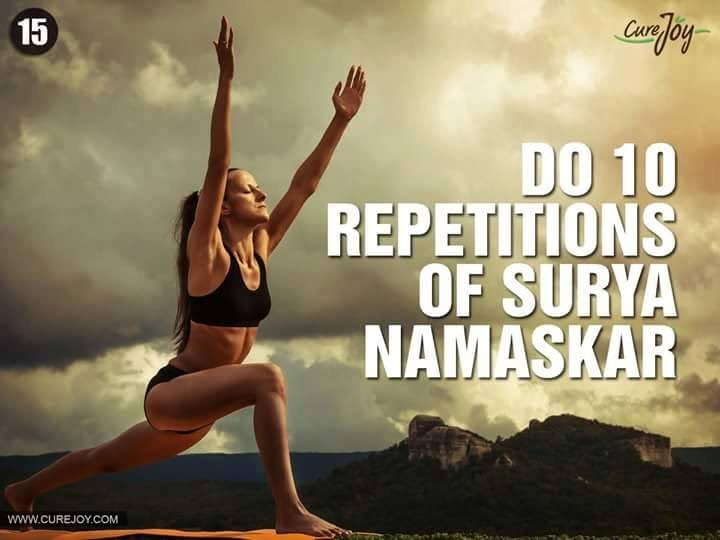 15
CureJoy
DO 10
REPETITIONS
OF SURYA
NAMASKAR
WWW.CUREJOY.COM